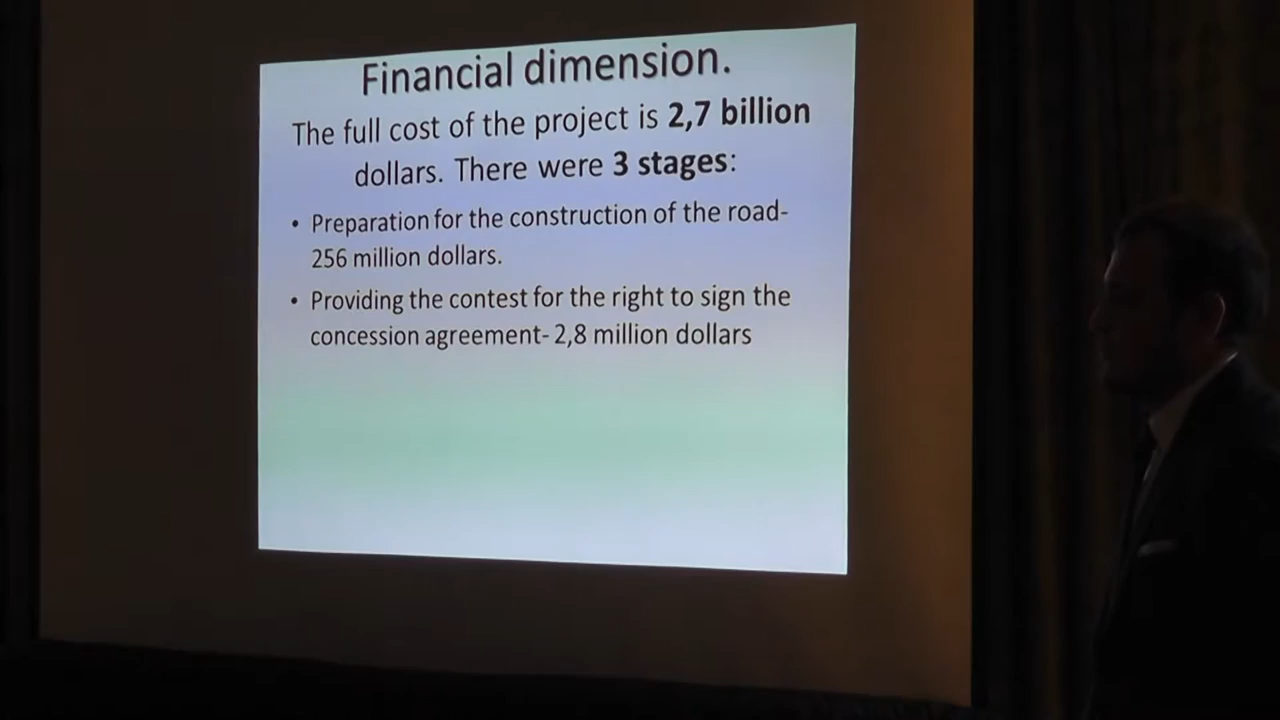 Financial dimension.
The full cost of the project is 2,7 billion
dollars. There were 3 stages:
• Preparation for the construction of the road-
256 million dollars.
• Providing the contest for the right to sign the
concession agreement- 2,8 million dollars